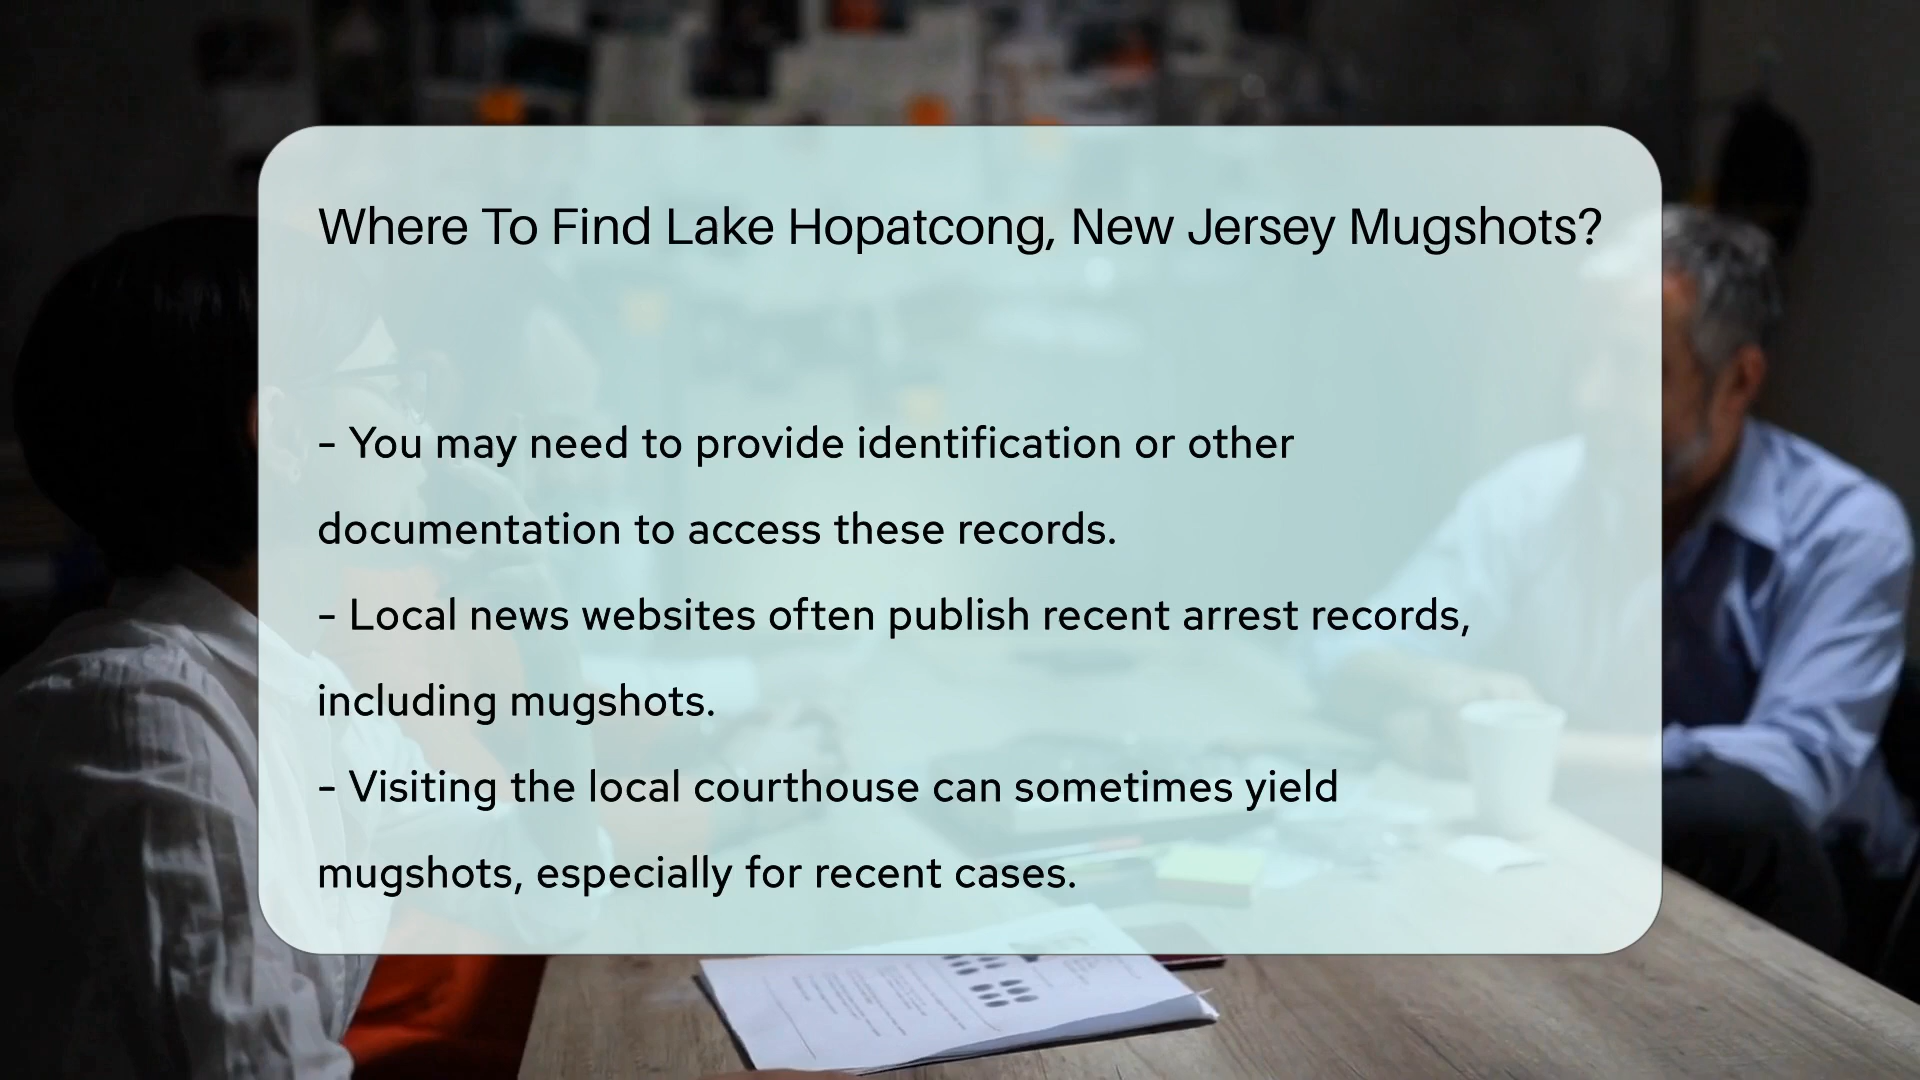 Where To Find Lake Hopatcong, New Jersey Mugshots?
- You may need to provide identification or other
documentation to access these records.
- Local news websites often publish recent arrest records,
including mugshots.
- Visiting the local courthouse can sometimes yield
mugshots, especially for recent cases.